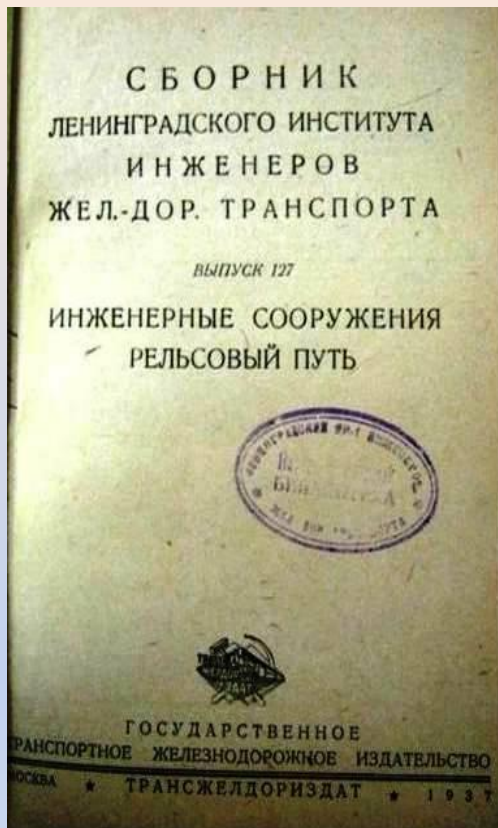 СБОРНИК
ЛЕНИНГРАДСКОГО ИНСТИТУТА
ИНЖЕНЕРОВ
ЖЕЛ.-ДОР. ТРАНСПОРТА
ВЫПУСК 127
ИНЖЕНЕРНЫЕ СООРУЖЕНИЯ
РЕЛЬСОВЫЙ ПУТЬ
БИБЛИОТЕКА
ГОСУДАРСТВЕННОЕ
ТРАНСПОРТНОЕ ЖЕЛЕЗНОДОРОЖНОЕ ИЗДАТЕЛЬСТВО
МОСКВА ★ ТРАНСЖЕЛДОРИЗДАТ ★ 1937